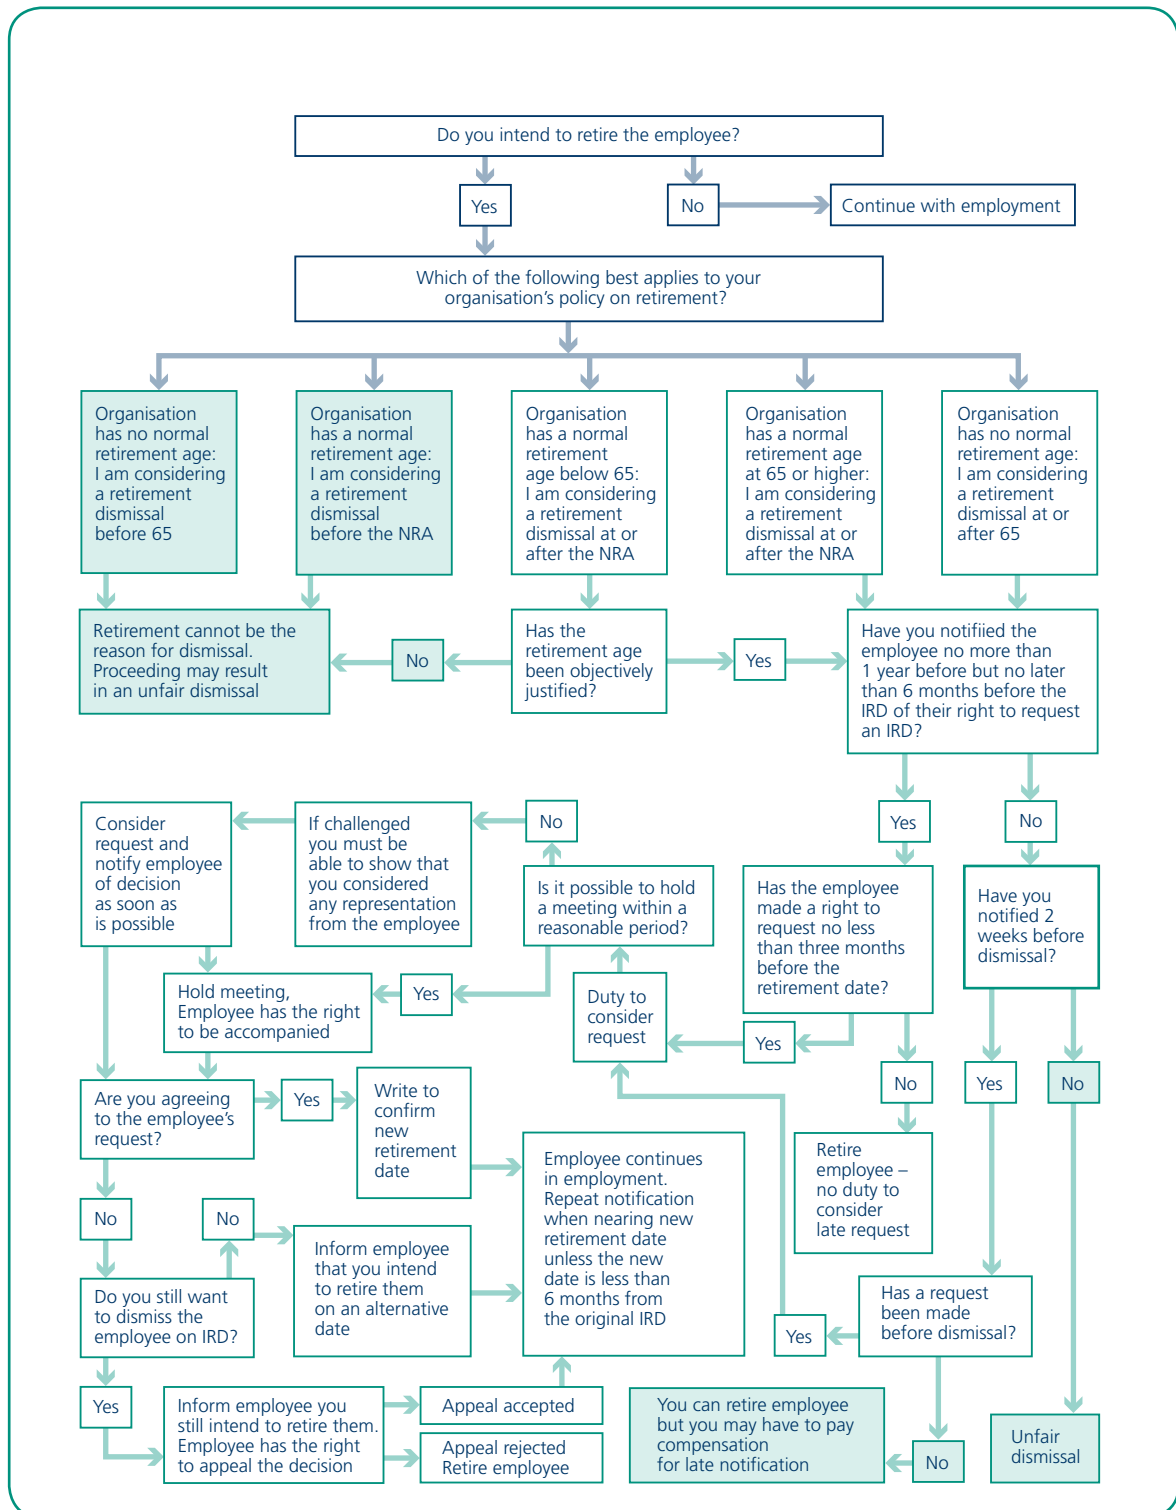 Do you intend to retire the employee?
Yes
No
Continue with employment
Which of the following best applies to your
organisation's policy on retirement?
Organisation
has no normal
retirement age:
I am considering
a retirement
dismissal
before 65
Organisation
has a normal
retirement age:
I am considering
a retirement
dismissal
before the NRA
Organisation
has a normal
retirement
age below 65:
I am considering
a retirement
dismissal at or
after the NRA
Organisation
has a normal
retirement age
at 65 or higher:
I am considering
a retirement
dismissal at or
after the NRA
Organisation
has no normal
retirement age:
I am considering
a retirement
dismissal at or
after 65
Retirement cannot be the
reason for dismissal.
Proceeding may result
in an unfair dismissal
No
Has the
retirement age
been objectively
justified?
Yes
Have you notifiied the
employee no more than
1 year before but no later
than 6 months before the
IRD of their right to request
an IRD?
Consider
request and
notify employee
of decision
as soon as
is possible
If challenged
you must be
able to show that
you considered
any representation
from the employee
No
Is it possible to hold
a meeting within a
reasonable period?
Yes
No
Has the employee
made a right to
request no less
than three months
before the
retirement date?
Have you
notified 2
weeks before
dismissal?
Hold meeting,
Employee has the right
to be accompanied
Yes
Duty to
consider
request
Yes
No
Yes
No
Are you agreeing
to the employee's
request?
Yes
Write to
confirm
new
retirement
date
Employee continues
in employment.
Repeat notification
when nearing new
retirement date
unless the new
date is less than
6 months from
the original IRD
Retire
employee –
no duty to
consider
late request
No
No
Inform employee
that you intend
to retire them
on an alternative
date
Do you still want
to dismiss the
employee on IRD?
Has a request
been made
before dismissal?
Yes
Yes
Inform employee you
still intend to retire them.
Employee has the right
to appeal the decision
Appeal accepted
Appeal rejected
Retire employee
You can retire employee
but you may have to pay
compensation
for late notification
No
Unfair
dismissal